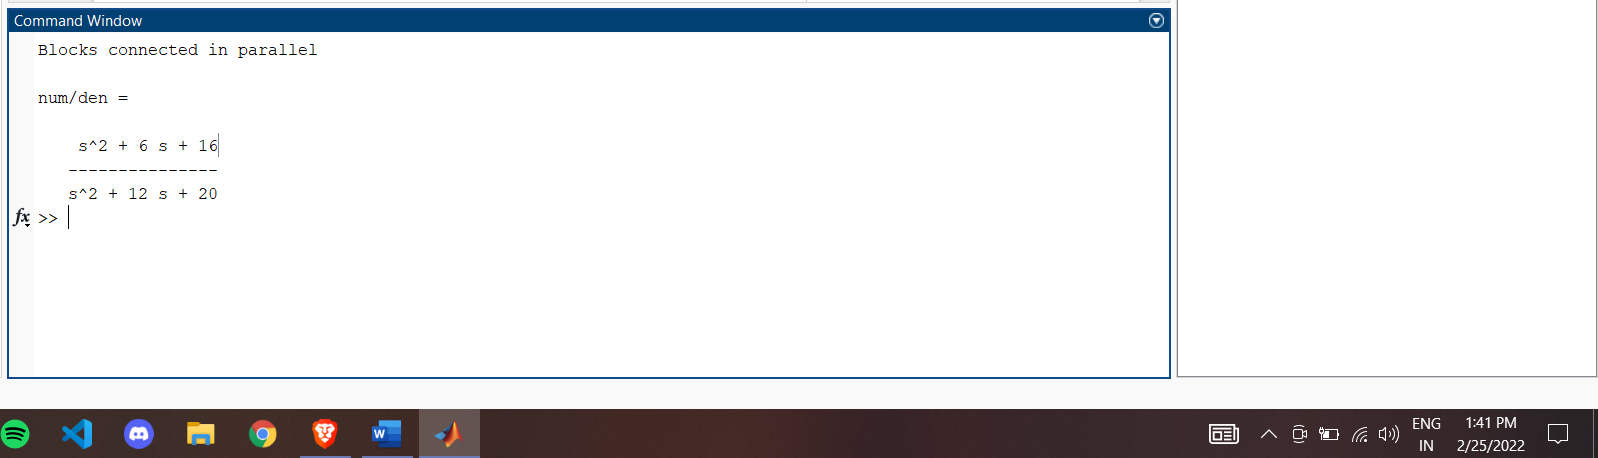 Command Window
Blocks connected in parallel
num/den =
s^2 + 6 s + 16
---------------
s^2 + 12 s + 20
fx >>
W
ENG
IN
1:41 PM
2/25/2022